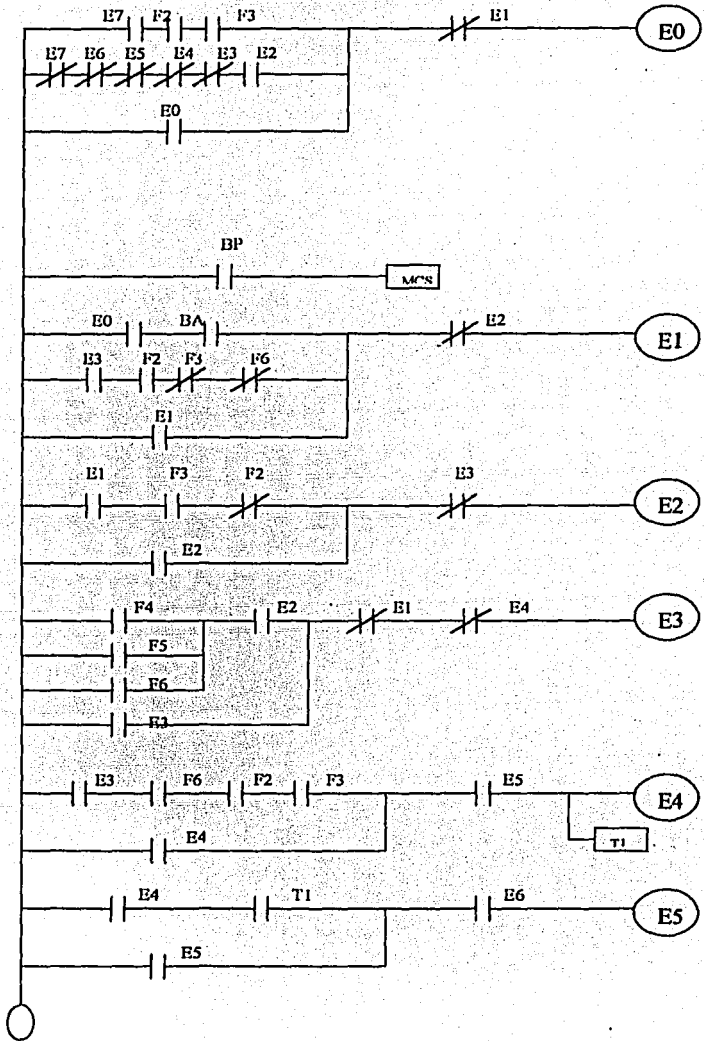 E7 F2 F3 E1 E0
E7 E6 E5 E4 E3 E2
E0
BP
MCS
E0 BA E2 E1
E3 F2 F3 F6
E1
E1 F3 F2 E3 E2
E2
F4 E2 E1 E4 E3
F5
F6
E3
E3 F6 F2 F3 E5 E4
E4
T1
E4 T1 E6 E5
E5